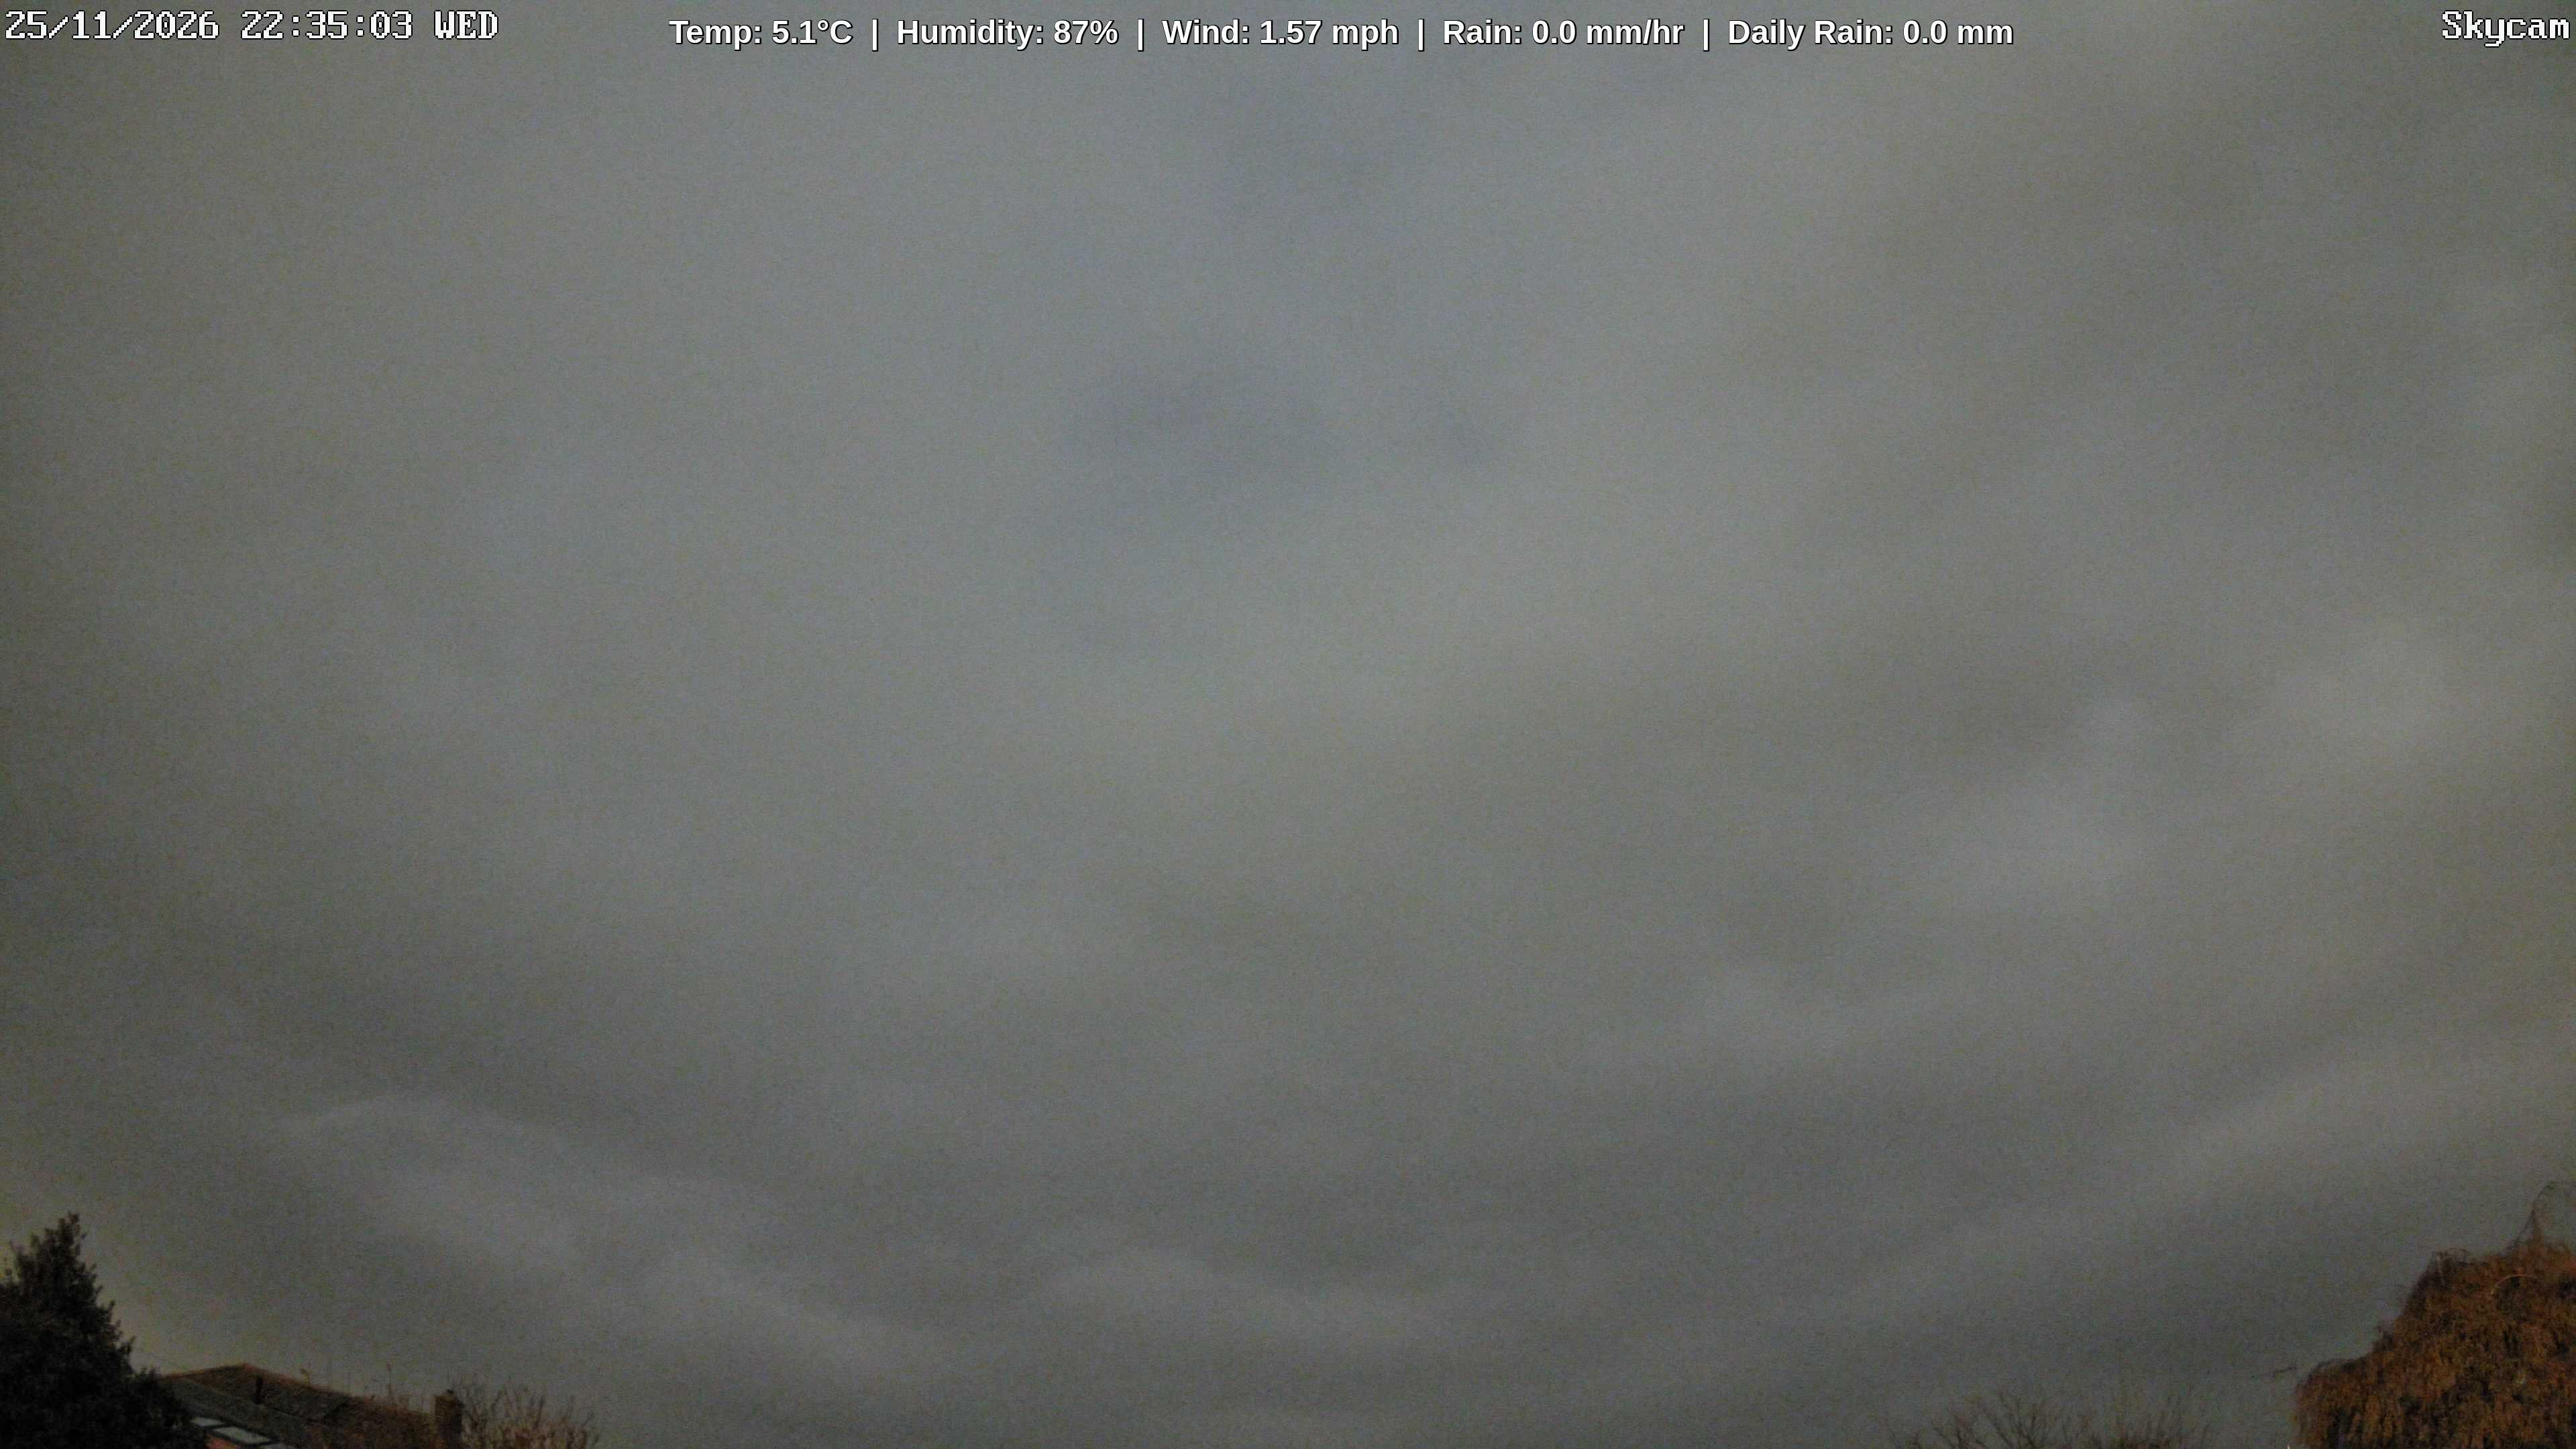 25/11/2026 22:35:03 WED
Temp: 5.1°C | Humidity: 87% | Wind: 1.57 mph | Rain: 0.0 mm/hr | Daily Rain: 0.0 mm
Skycam